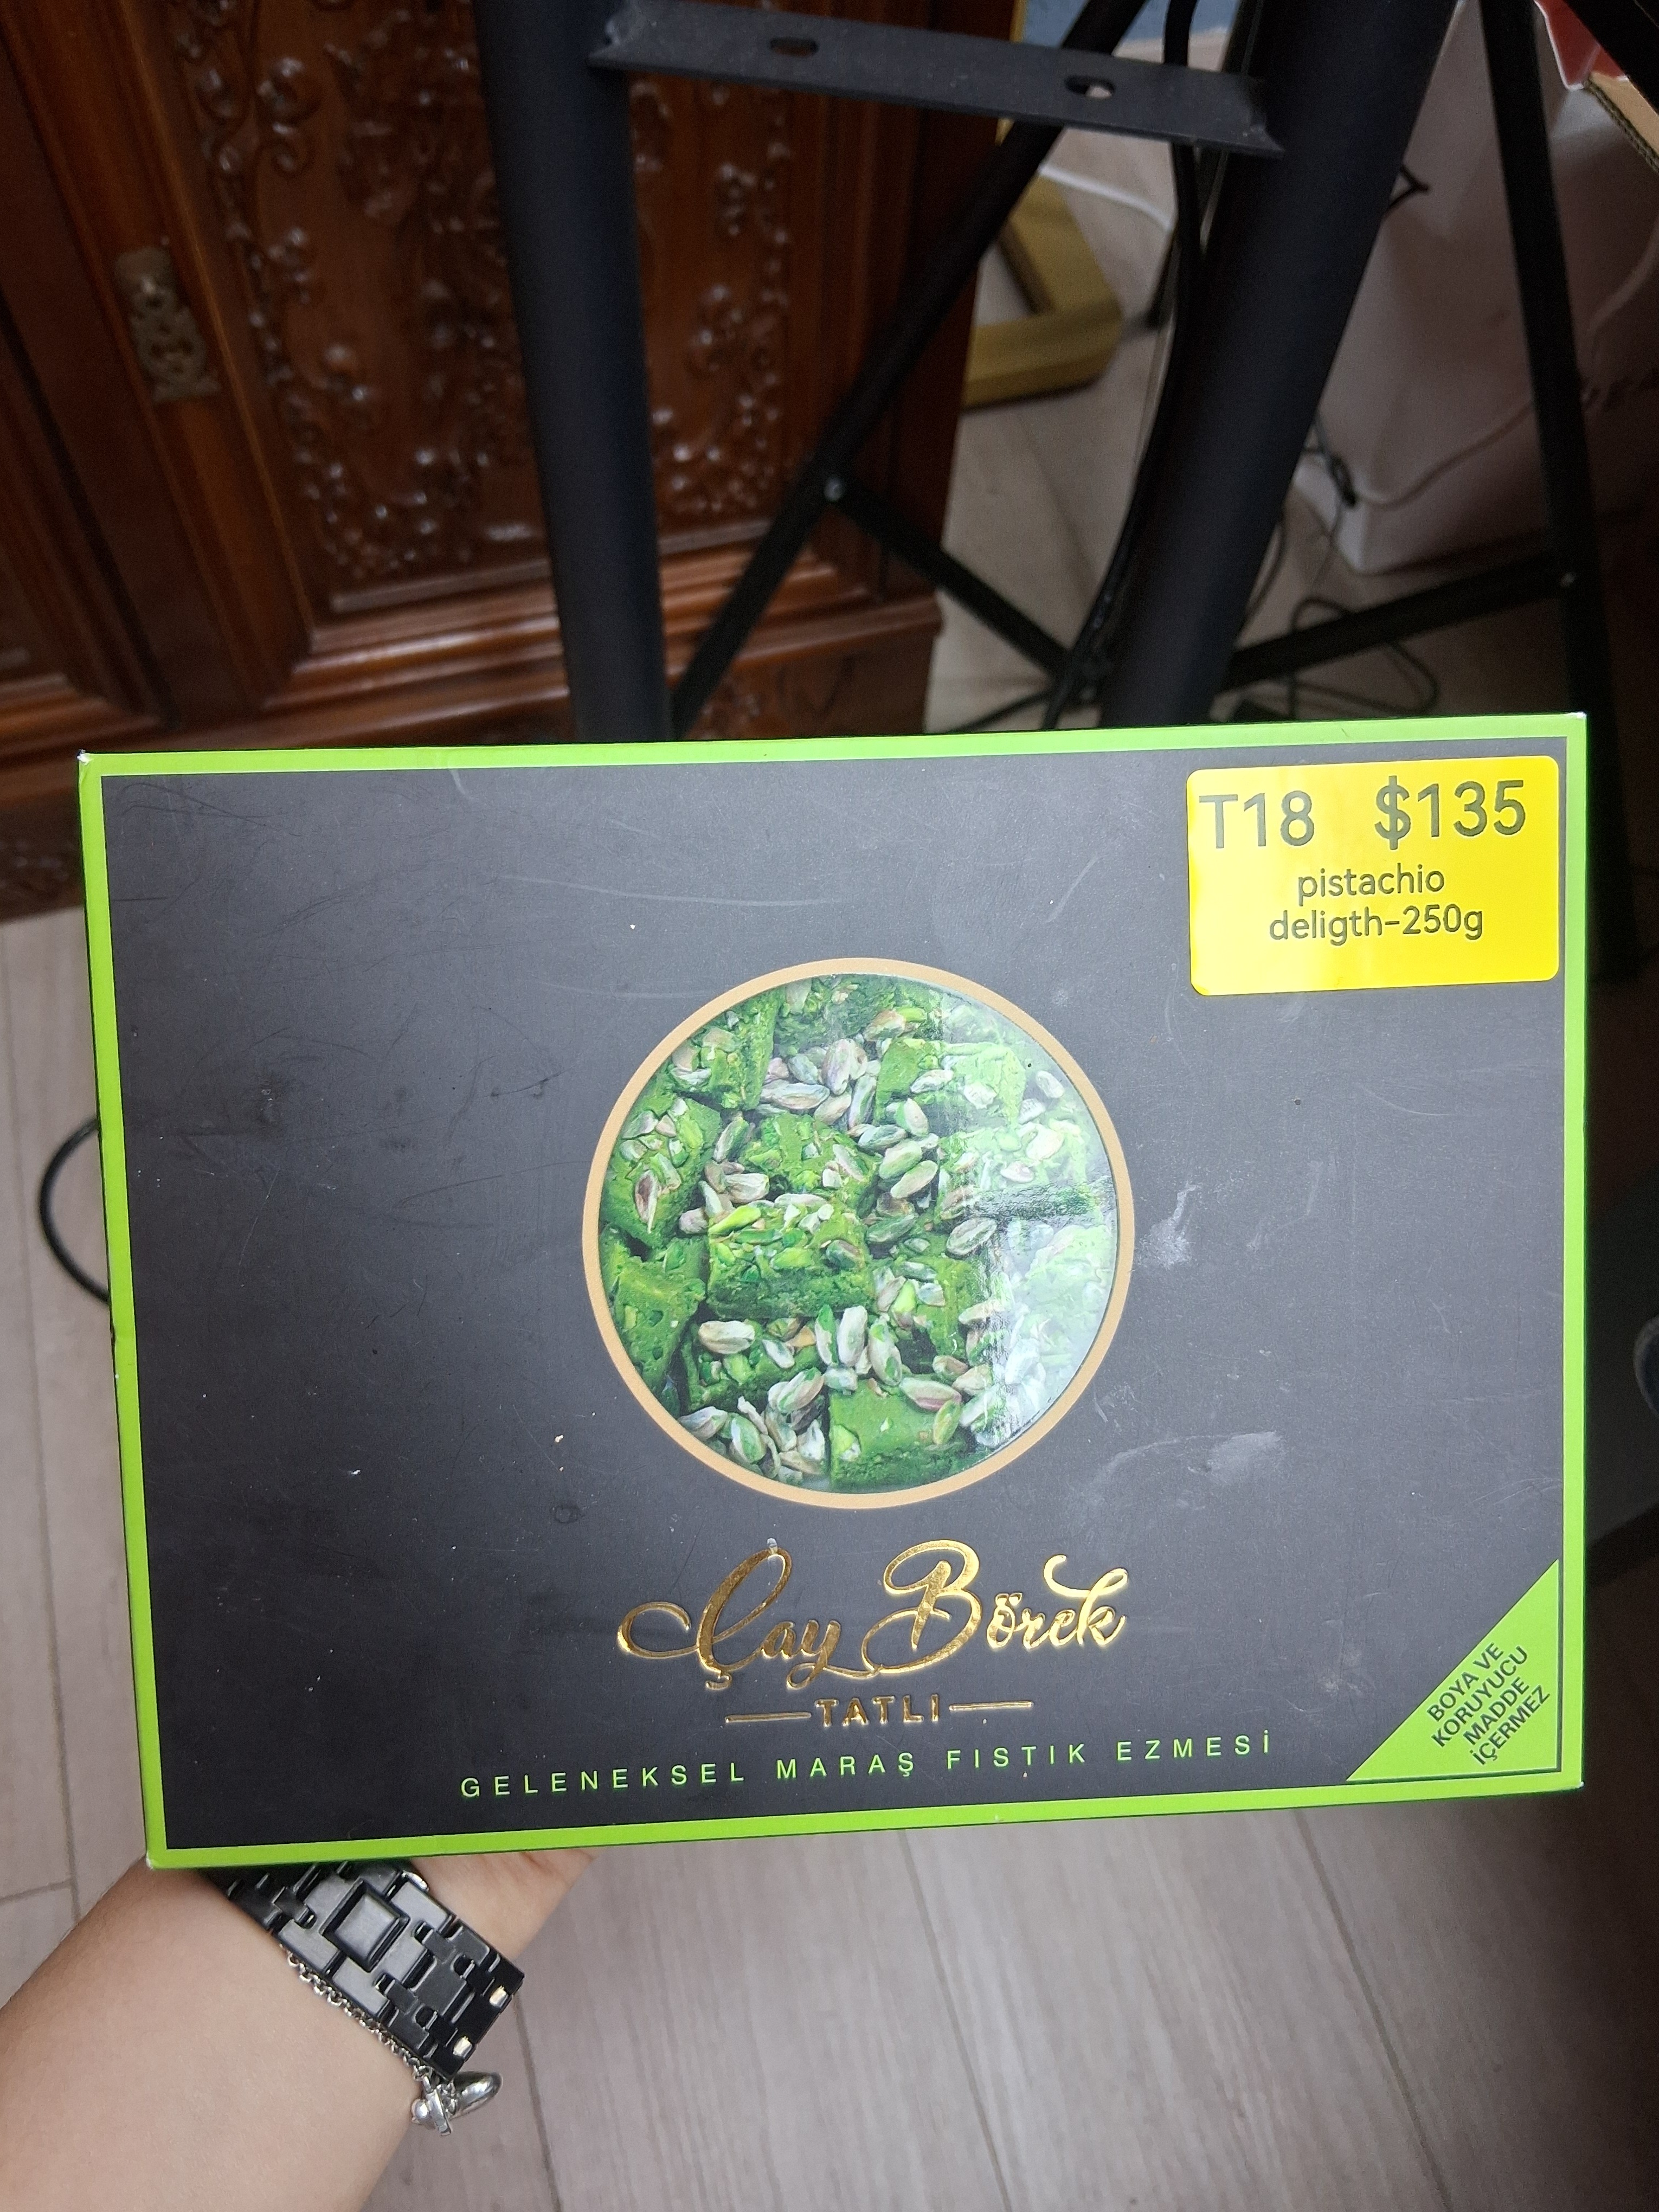 T18 $135
pistachio
deligth-250g
Çay Börek
TATLI
GELENEKSEL MARAŞ FISTIK EZMESİ
BOYA VE
KORUYUCU
MADDE
İÇERMEZ